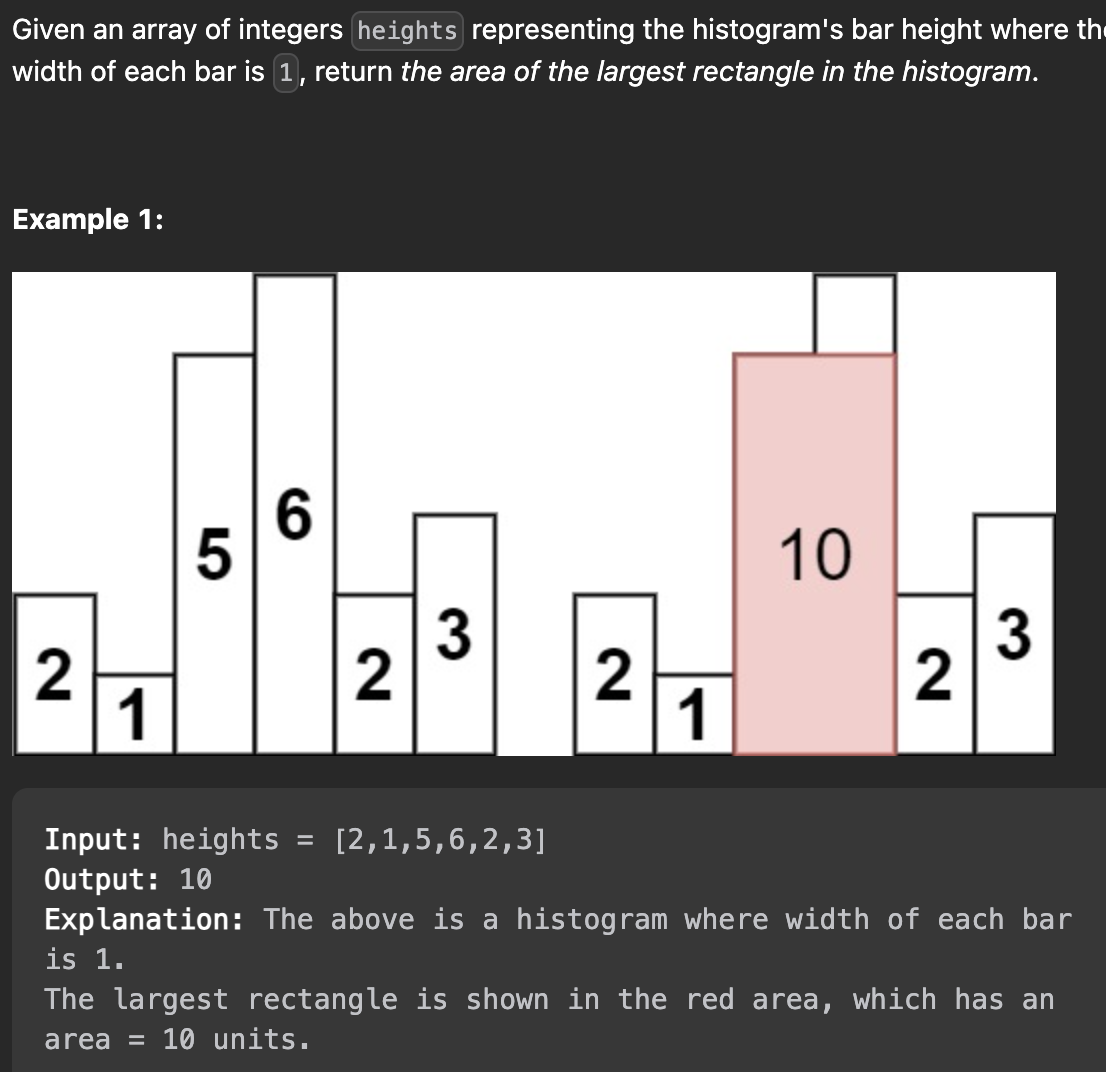 Given an array of integers heights representing the histogram's bar height where the
width of each bar is 1, return the area of the largest rectangle in the histogram.
Example 1:
2 1 5 6 2 3 2 1 10 2 3
Input: heights = [2,1,5,6,2,3]
Output: 10
Explanation: The above is a histogram where width of each bar
is 1.
The largest rectangle is shown in the red area, which has an
area = 10 units.